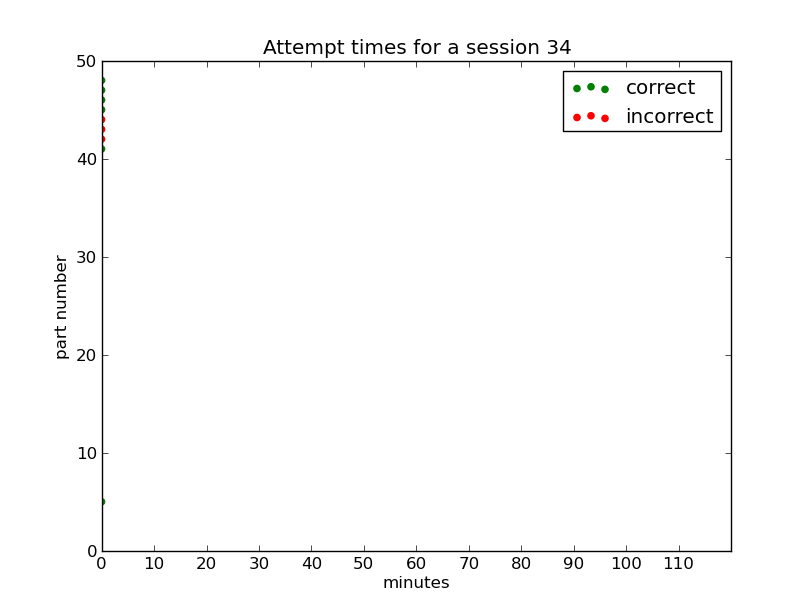 Attempt times for a session 34
correct
incorrect
50
40
30
20
10
0
part number
0 10 20 30 40 50 60 70 80 90 100 110
minutes